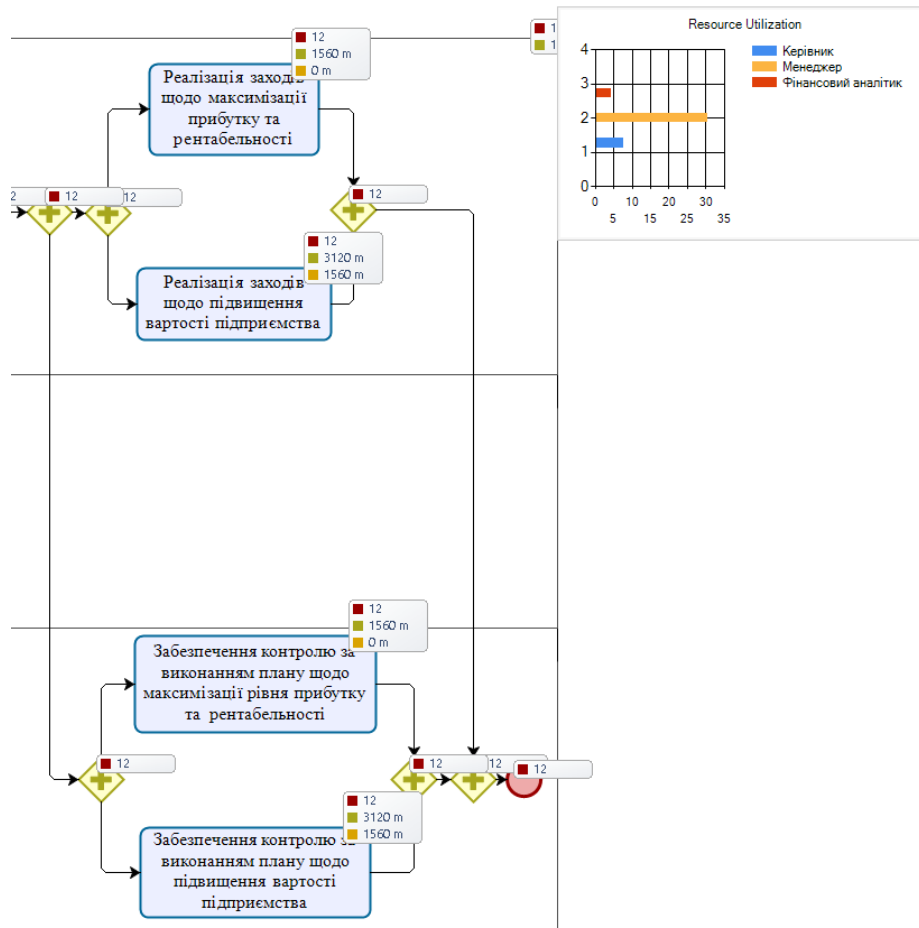 12
1560 m
0 m
Реалізація заходів
щодо максимізації
прибутку та
рентабельності
12
12
12
12
3120 m
1560 m
Реалізація заходів
щодо підвищення
вартості підприємства
Resource Utilization
4
3
2
1
0
0 10 20 30
5 15 25 35
Керівник
Менеджер
Фінансовий аналітик
12
1560 m
0 m
Забезпечення контролю за
виконанням плану щодо
максимізації рівня прибутку
та рентабельності
12
12
12
12
12
3120 m
1560 m
Забезпечення контролю за
виконанням плану щодо
підвищення вартості
підприємства